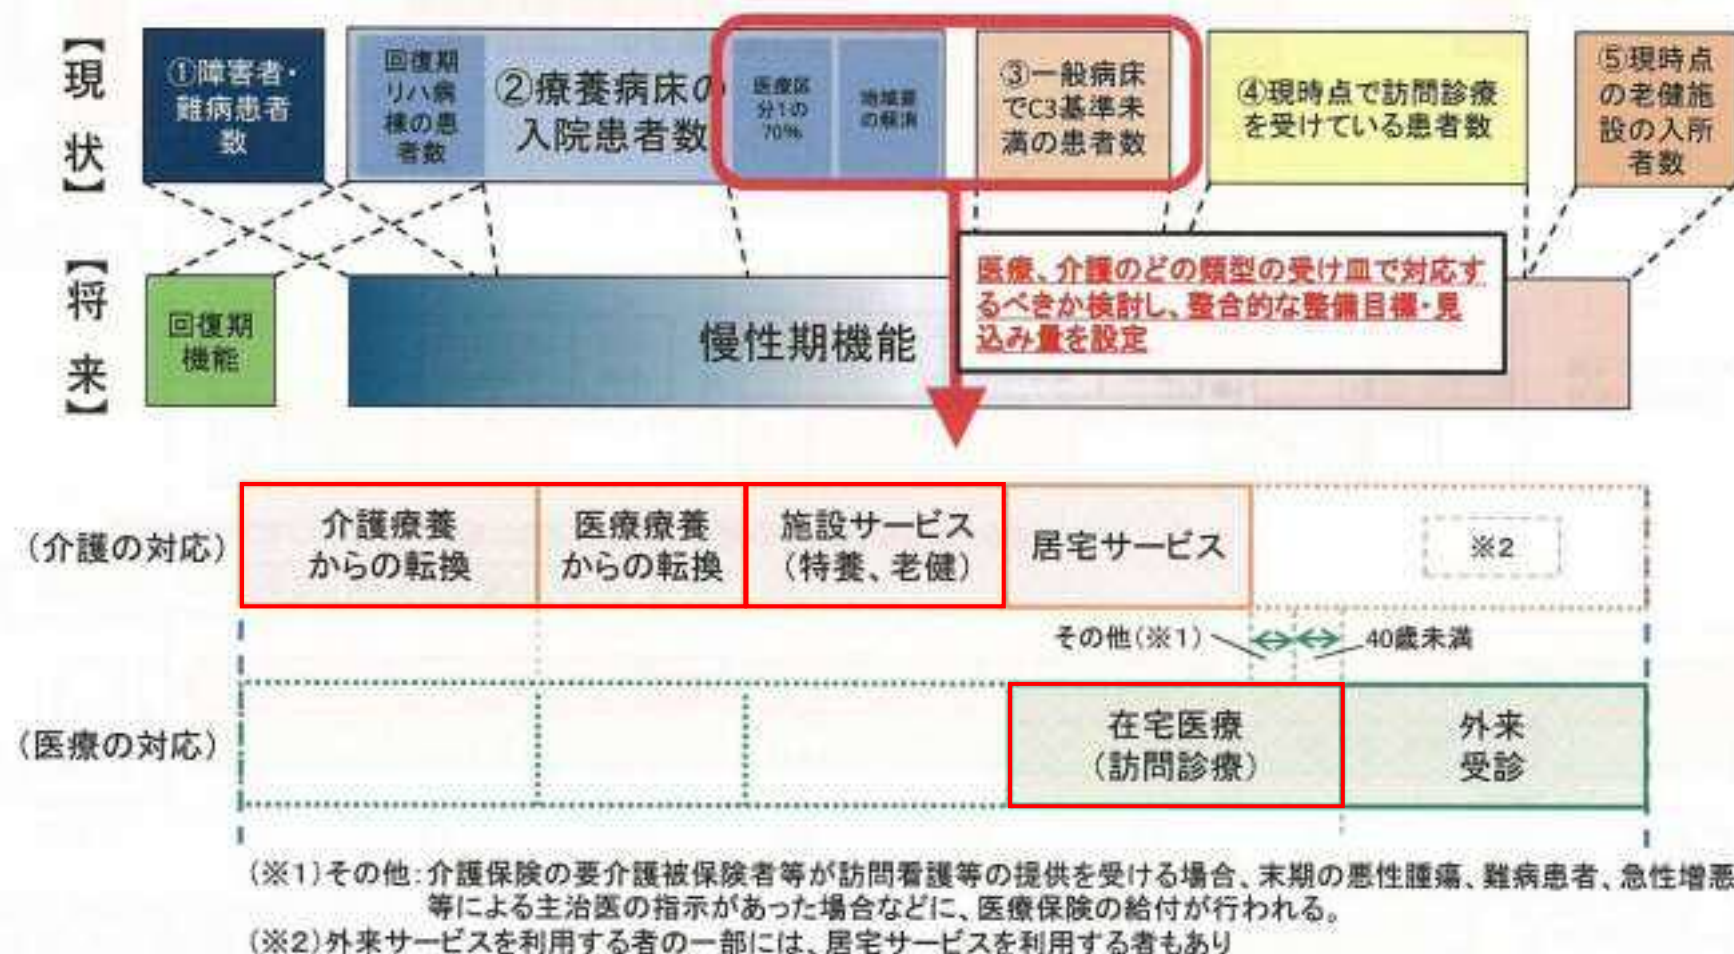 【現状】
①障害者・
難病患者
数
回復期
リハ病
棟の患
者数
②療養病床の
入院患者数
医療区
分1の
70%
地域差
の解消
③一般病床
でC3基準未
満の患者数
④現時点で訪問診療
を受けている患者数
⑤現時点
の老健施
設の入所
者数
【将来】
回復期
機能
慢性期機能
医療、介護のどの類型の受け皿で対応す
るべきか検討し、整合的な整備目標・見
込み量を設定
(介護の対応)
介護療養
からの転換
医療療養
からの転換
施設サービス
(特養、老健)
居宅サービス
※2
その他(※1)
40歳未満
(医療の対応)
在宅医療
(訪問診療)
外来
受診
(※1)その他:介護保険の要介護被保険者等が訪問看護等の提供を受ける場合、末期の悪性腫瘍、難病患者、急性増悪
等による主治医の指示があった場合などに、医療保険の給付が行われる。
(※2)外来サービスを利用する者の一部には、居宅サービスを利用する者もあり